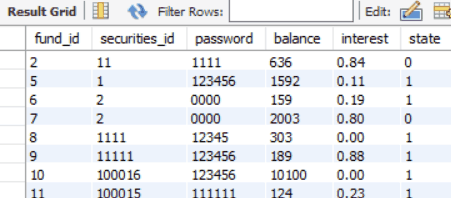 Result Grid Filter Rows: Edit:
fund_id securities_id password balance interest state
2 11 1111 636 0.84 0
5 1 123456 1592 0.11 1
6 2 0000 159 0.19 1
7 2 0000 2003 0.80 0
8 1111 12345 303 0.00 1
9 11111 123456 189 0.88 1
10 100016 123456 10100 0.00 1
11 100015 111111 124 0.23 1